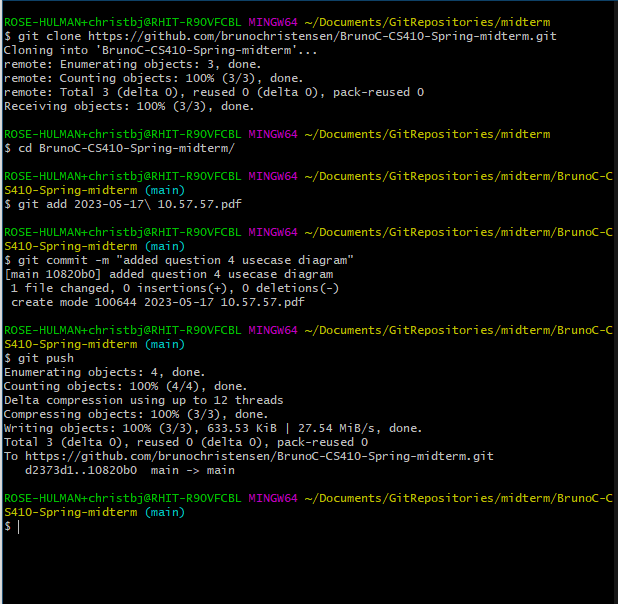 ROSE-HULMAN+christbj@RHIT-R90VFCBL MINGW64 ~/Documents/GitRepositories/midterm
$ git clone https://github.com/brunochristensen/BrunoC-CS410-Spring-midterm.git
Cloning into 'BrunoC-CS410-Spring-midterm'...
remote: Enumerating objects: 3, done.
remote: Counting objects: 100% (3/3), done.
remote: Total 3 (delta 0), reused 0 (delta 0), pack-reused 0
Receiving objects: 100% (3/3), done.
ROSE-HULMAN+christbj@RHIT-R90VFCBL MINGW64 ~/Documents/GitRepositories/midterm
$ cd BrunoC-CS410-Spring-midterm/
ROSE-HULMAN+christbj@RHIT-R90VFCBL MINGW64 ~/Documents/GitRepositories/midterm/BrunoC-C
S410-Spring-midterm (main)
$ git add 2023-05-17\ 10.57.57.pdf
ROSE-HULMAN+christbj@RHIT-R90VFCBL MINGW64 ~/Documents/GitRepositories/midterm/BrunoC-C
S410-Spring-midterm (main)
$ git commit -m "added question 4 usecase diagram"
[main 10820b0] added question 4 usecase diagram
1 file changed, 0 insertions(+), 0 deletions(-)
create mode 100644 2023-05-17 10.57.57.pdf
ROSE-HULMAN+christbj@RHIT-R90VFCBL MINGW64 ~/Documents/GitRepositories/midterm/BrunoC-C
S410-Spring-midterm (main)
$ git push
Enumerating objects: 4, done.
Counting objects: 100% (4/4), done.
Delta compression using up to 12 threads
Compressing objects: 100% (3/3), done.
Writing objects: 100% (3/3), 633.53 KiB | 27.54 MiB/s, done.
Total 3 (delta 0), reused 0 (delta 0), pack-reused 0
To https://github.com/brunochristensen/BrunoC-CS410-Spring-midterm.git
d2373d1..10820b0  main -> main
ROSE-HULMAN+christbj@RHIT-R90VFCBL MINGW64 ~/Documents/GitRepositories/midterm/BrunoC-C
S410-Spring-midterm (main)
$